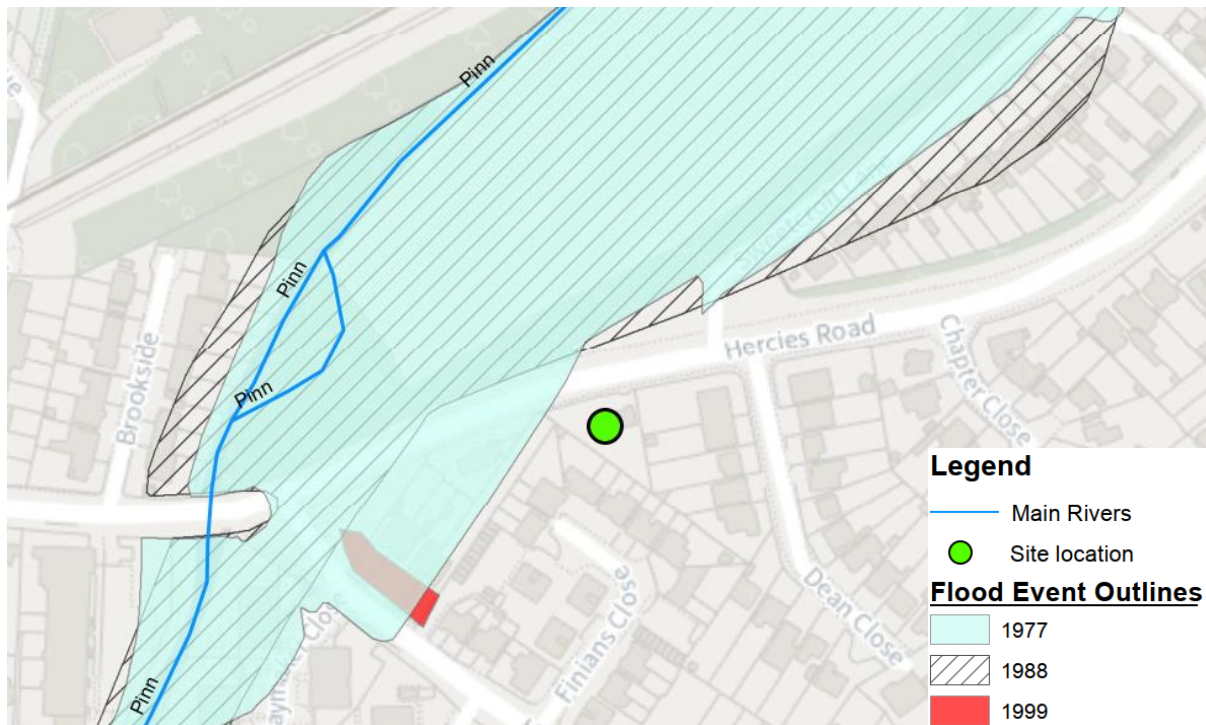 Pinn
Pinn
Pinn
Brookside
Hercies Road
Chapter Close
Dean Close
Finians Close
Close
Pinn
Legend
Main Rivers
Site location
Flood Event Outlines
1977
1988
1999